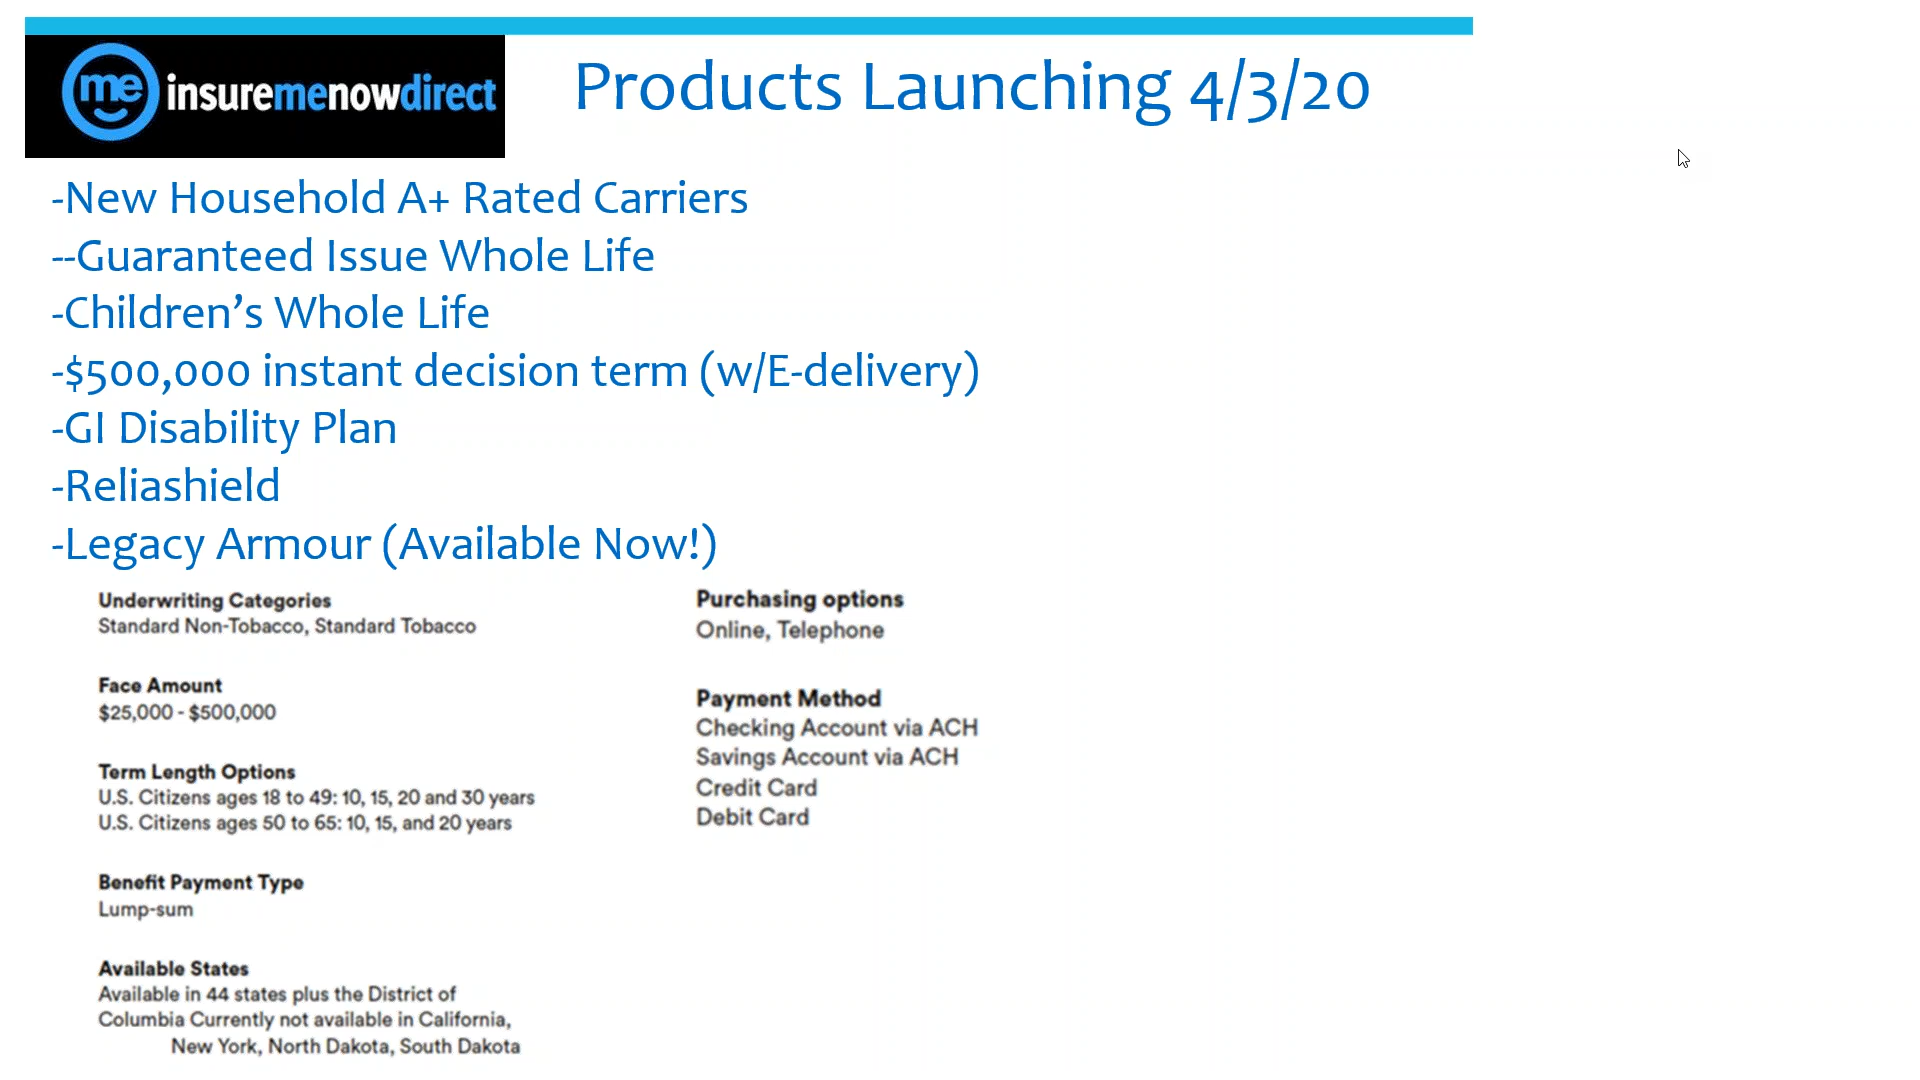 me insuremenowdirect
Products Launching 4/3/20
-New Household A+ Rated Carriers
--Guaranteed Issue Whole Life
-Children’s Whole Life
-$500,000 instant decision term (w/E-delivery)
-GI Disability Plan
-Reliashield
-Legacy Armour (Available Now!)
Underwriting Categories
Standard Non-Tobacco, Standard Tobacco
Face Amount
$25,000 - $500,000
Term Length Options
U.S. Citizens ages 18 to 49: 10, 15, 20 and 30 years
U.S. Citizens ages 50 to 65: 10, 15, and 20 years
Benefit Payment Type
Lump-sum
Available States
Available in 44 states plus the District of
Columbia Currently not available in California,
New York, North Dakota, South Dakota
Purchasing options
Online, Telephone
Payment Method
Checking Account via ACH
Savings Account via ACH
Credit Card
Debit Card